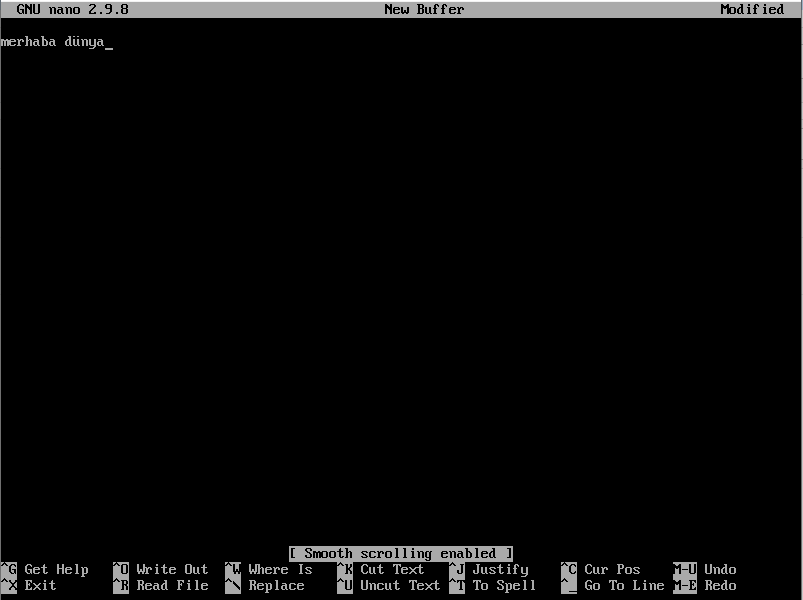 GNU nano 2.9.8 New Buffer Modified
merhaba dünya_
[ Smooth scrolling enabled ]
^G Get Help ^O Write Out ^W Where Is ^K Cut Text ^J Justify ^C Cur Pos M-U Undo
^X Exit ^R Read File ^\ Replace ^U Uncut Text ^T To Spell ^_ Go To Line M-E Redo